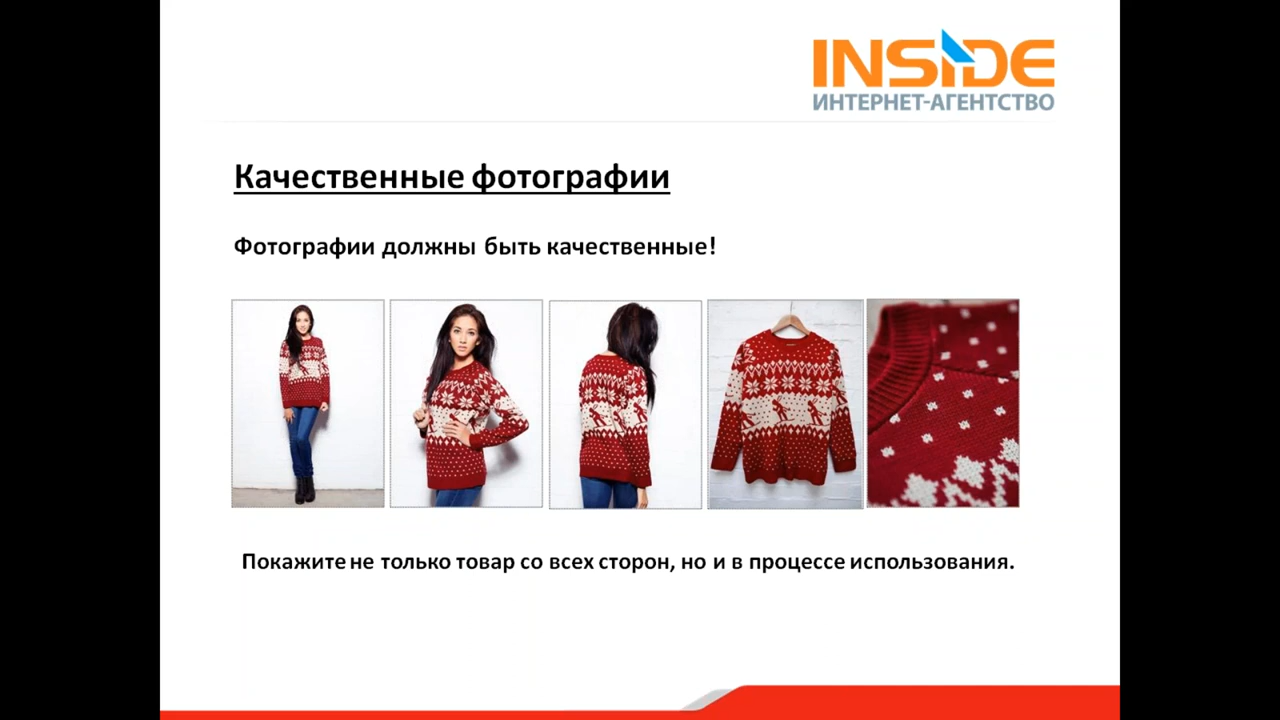 INSIDE
ИНТЕРНЕТ-АГЕНТСТВО
Качественные фотографии
Фотографии должны быть качественные!
Покажите не только товар со всех сторон, но и в процессе использования.